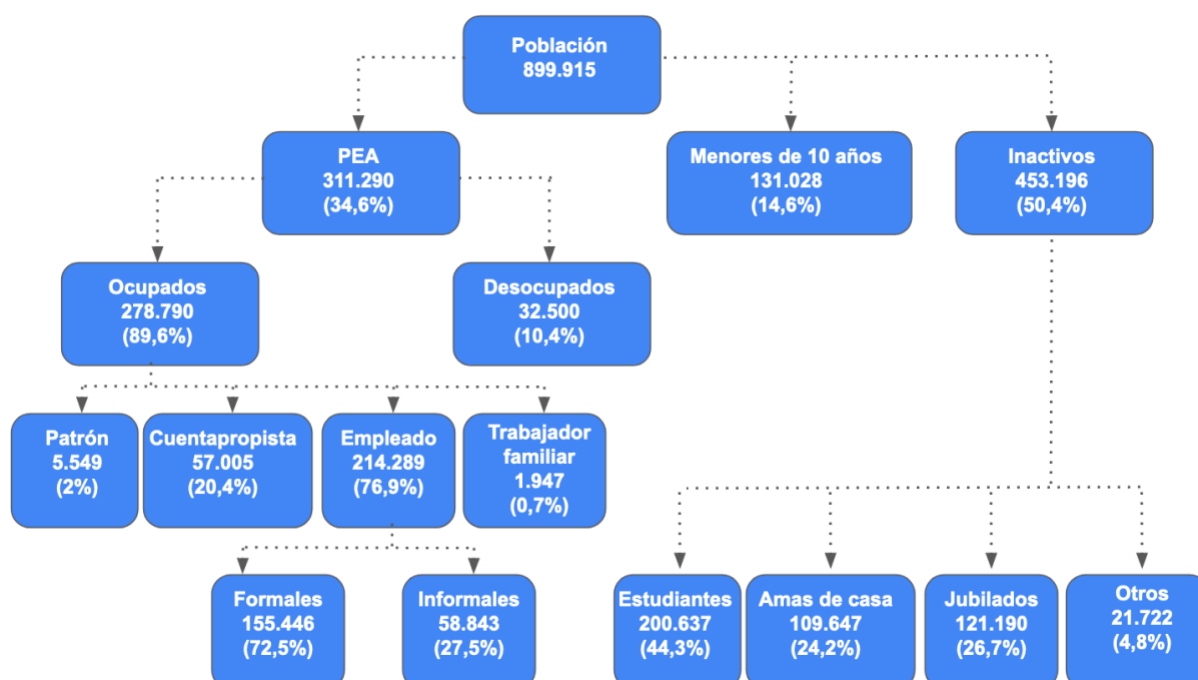 Población
899.915
PEA
311.290
(34,6%)
Menores de 10 años
131.028
(14,6%)
Inactivos
453.196
(50,4%)
Ocupados
278.790
(89,6%)
Desocupados
32.500
(10,4%)
Patrón
5.549
(2%)
Cuentapropista
57.005
(20,4%)
Empleado
214.289
(76,9%)
Trabajador
familiar
1.947
(0,7%)
Formales
155.446
(72,5%)
Informales
58.843
(27,5%)
Estudiantes
200.637
(44,3%)
Amas de casa
109.647
(24,2%)
Jubilados
121.190
(26,7%)
Otros
21.722
(4,8%)